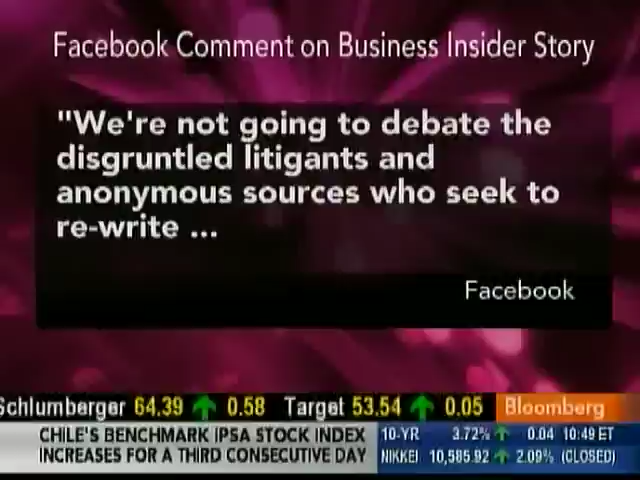 Facebook Comment on Business Insider Story
"We're not going to debate the
disgruntled litigants and
anonymous sources who seek to
re-write ...
Facebook
Schlumberger 64.39 0.58 Target 53.54 0.05 Bloomberg
CHILE'S BENCHMARK IPSA STOCK INDEX
INCREASES FOR A THIRD CONSECUTIVE DAY
10-YR 3.72% 0.04 10:49 ET
NIKKEI 10,585.92 2.09% (CLOSED)